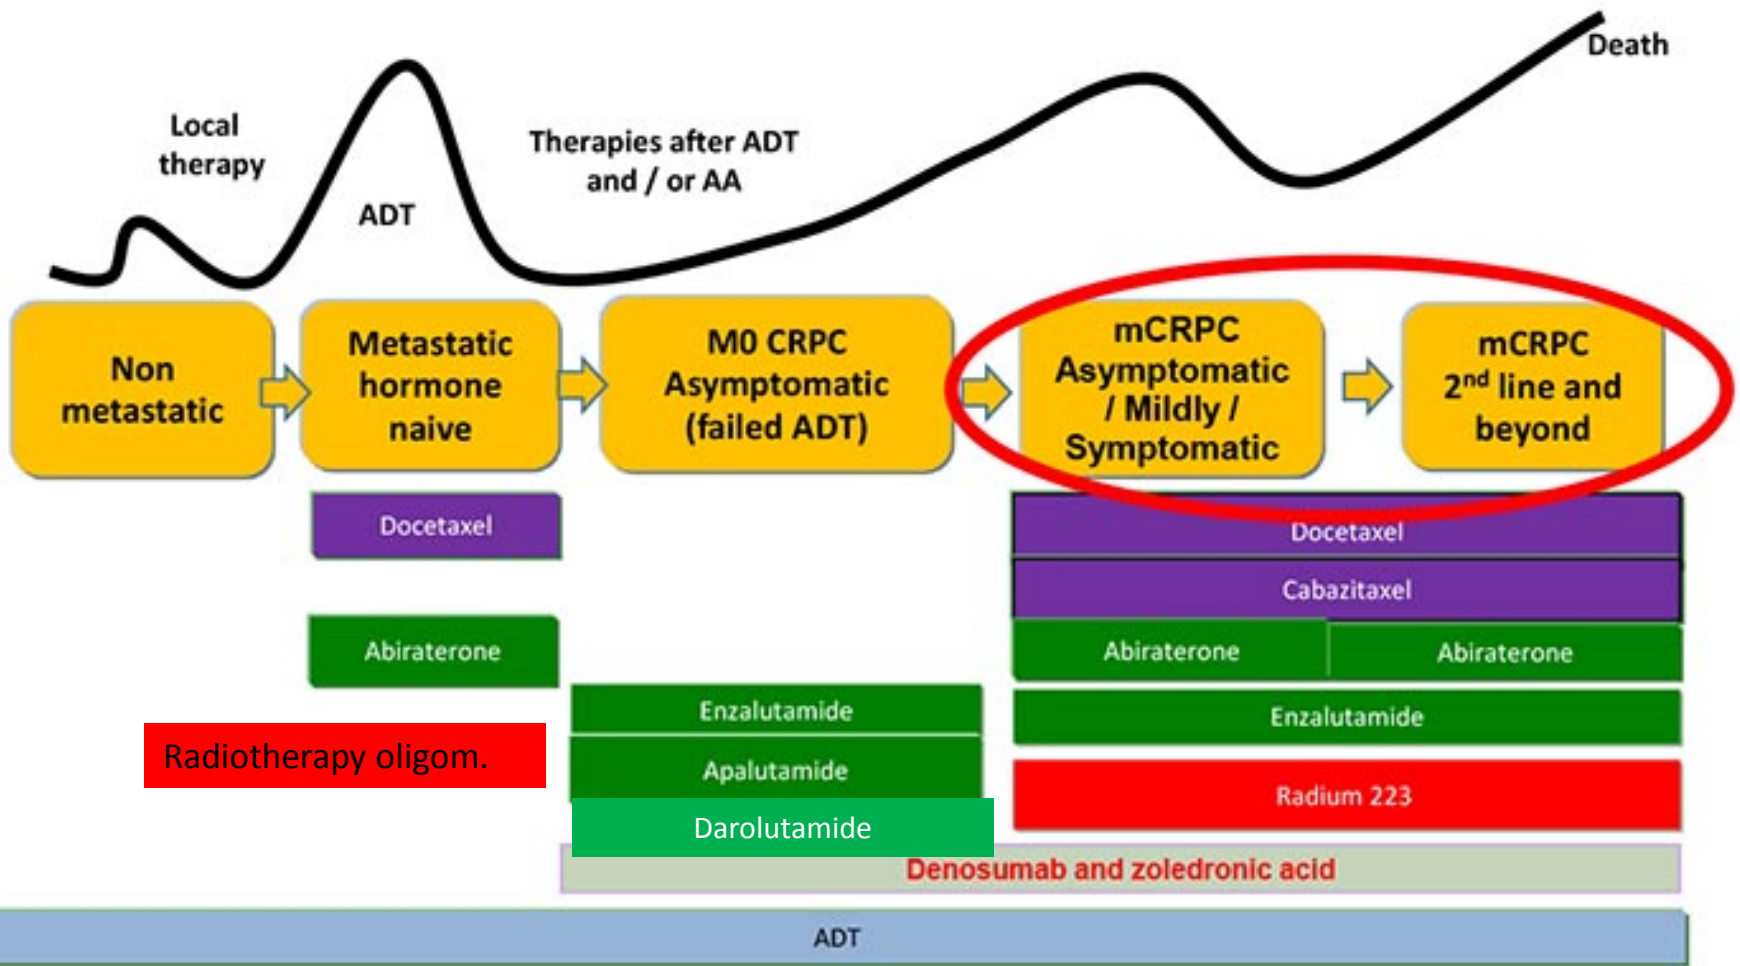 Death
Local
therapy
ADT
Therapies after ADT
and / or AA
Non
metastatic
Metastatic
hormone
naive
M0 CRPC
Asymptomatic
(failed ADT)
mCRPC
Asymptomatic
/ Mildly /
Symptomatic
mCRPC
2nd line and
beyond
Docetaxel
Docetaxel
Cabazitaxel
Abiraterone
Abiraterone
Abiraterone
Enzalutamide
Enzalutamide
Radiotherapy oligom.
Apalutamide
Radium 223
Darolutamide
Denosumab and zoledronic acid
ADT